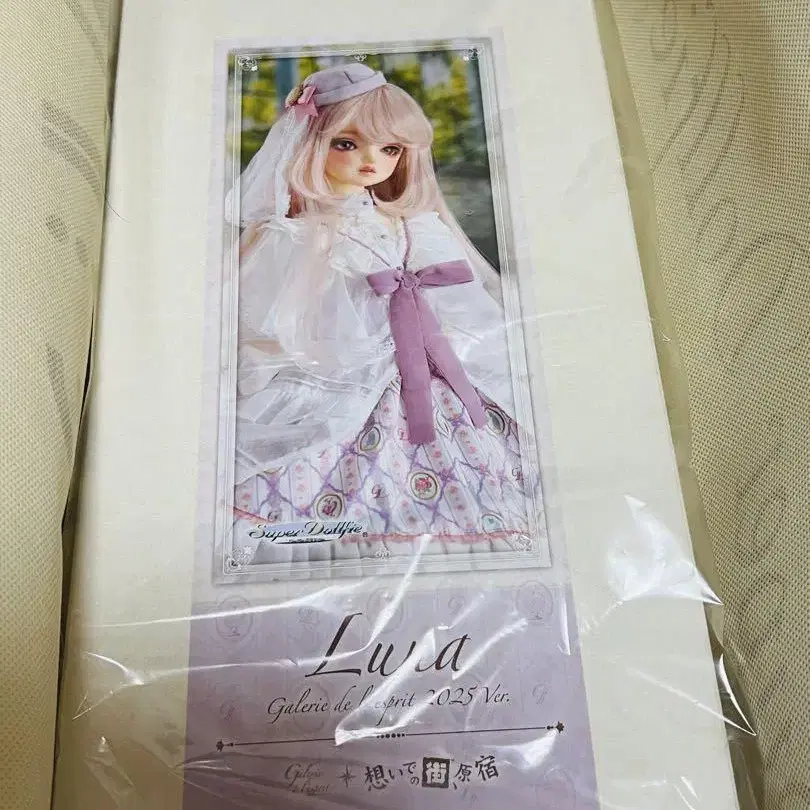 Super Dollfie®
Luna
Galerie de l'esprit 2025 Ver.
想いでの街、原宿